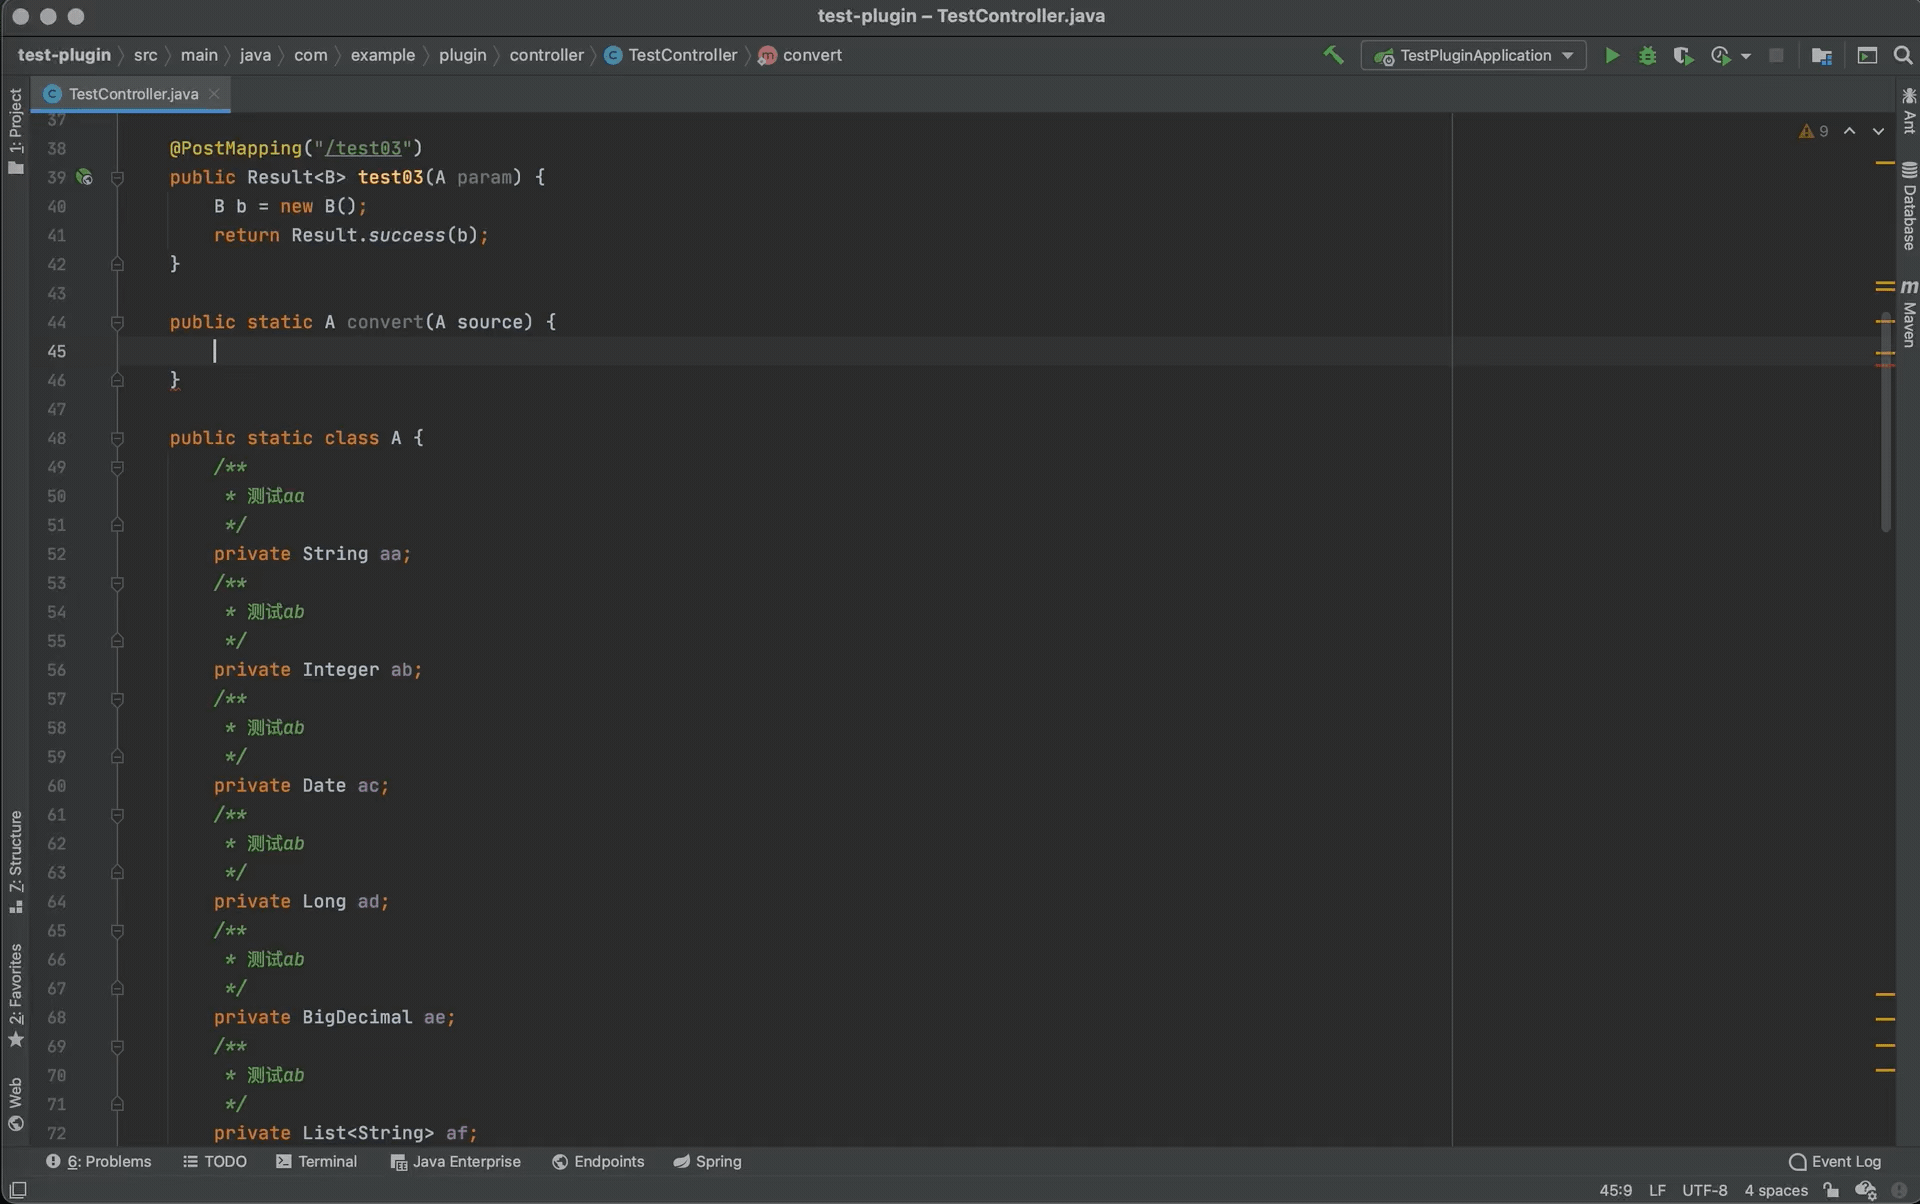 test-plugin – TestController.java
test-plugin src main java com example plugin controller TestController convert TestPluginApplication
TestController.java
1: Project
7: Structure
2: Favorites
Web
37
38 @PostMapping("/test03")
39 public Result<B> test03(A param) {
40 B b = new B();
41 return Result.success(b);
42 }
43
44 public static A convert(A source) {
45
46 }
47
48 public static class A {
49 /**
50 * 测试aa
51 */
52 private String aa;
53 /**
54 * 测试ab
55 */
56 private Integer ab;
57 /**
58 * 测试ab
59 */
60 private Date ac;
61 /**
62 * 测试ab
63 */
64 private Long ad;
65 /**
66 * 测试ab
67 */
68 private BigDecimal ae;
69 /**
70 * 测试ab
71 */
72 private List<String> af;
9
Ant
Database
m Maven
6: Problems TODO Terminal Java Enterprise Endpoints Spring Event Log
45:9 LF UTF-8 4 spaces